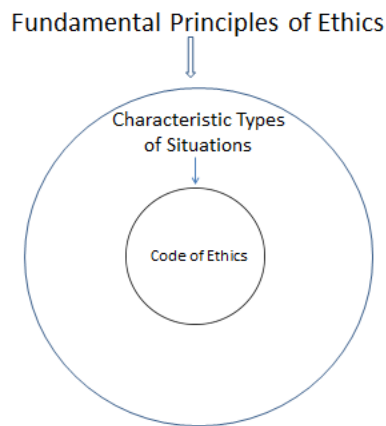 Fundamental Principles of Ethics
Characteristic Types
of Situations
Code of Ethics